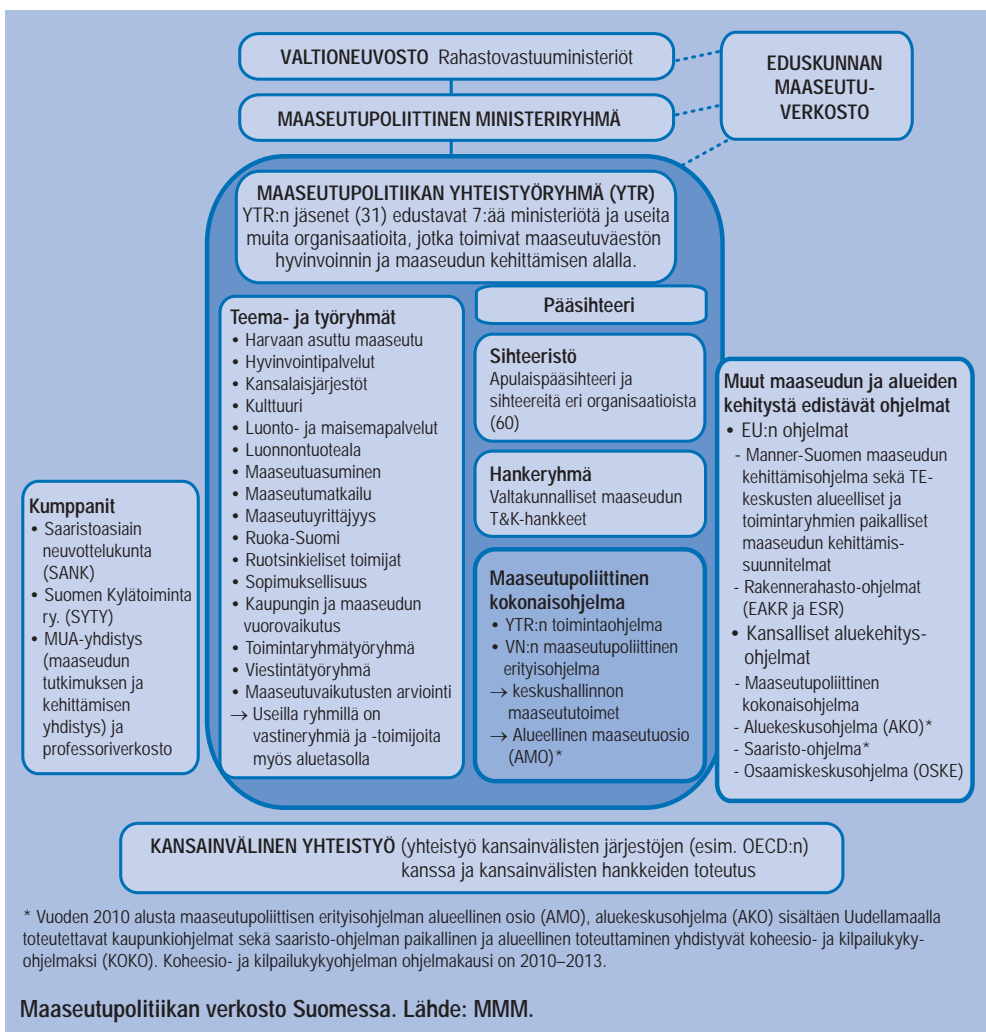 VALTIONEUVOSTO Rahastovastuuministeriöt
EDUSKUNNAN
MAASEUTU-
VERKOSTO
MAASEUTUPOLIITTINEN MINISTERIRYHMÄ
MAASEUTUPOLITIIKAN YHTEISTYÖRYHMÄ (YTR)
YTR:n jäsenet (31) edustavat 7:ää ministeriötä ja useita
muita organisaatioita, jotka toimivat maaseutuväestön
hyvinvoinnin ja maaseudun kehittämisen alalla.
Teema- ja työryhmät
• Harvaan asuttu maaseutu
• Hyvinvointipalvelut
• Kansalaisjärjestöt
• Kulttuuri
• Luonto- ja maisemapalvelut
• Luonnontuoteala
• Maaseutuasuminen
• Maaseutumatkailu
• Maaseutuyrittäjyys
• Ruoka-Suomi
• Ruotsinkieliset toimijat
• Sopimuksellisuus
• Kaupungin ja maaseudun
vuorovaikutus
• Toimintaryhmätyöryhmä
• Viestintätyöryhmä
• Maaseutuvaikutusten arviointi
→ Useilla ryhmillä on
vastineryhmiä ja -toimijoita
myös aluetasolla
Pääsihteeri
Sihteeristö
Apulaispääsihteeri ja
sihteereitä eri organisaatioista
(60)
Hankeryhmä
Valtakunnalliset maaseudun
T&K-hankkeet
Maaseutupoliittinen
kokonaisohjelma
• YTR:n toimintaohjelma
• VN:n maaseutupoliittinen
erityisohjelma
→ keskushallinnon
maaseututoimet
→ Alueellinen maaseutuosio
(AMO)*
Kumppanit
• Saaristoasiain
neuvottelukunta
(SANK)
• Suomen Kylätoiminta
ry. (SYTY)
• MUA-yhdistys
(maaseudun
tutkimuksen ja
kehittämisen
yhdistys) ja
professoriverkosto
Muut maaseudun ja alueiden
kehitystä edistävät ohjelmat
• EU:n ohjelmat
- Manner-Suomen maaseudun
kehittämisohjelma sekä TE-
keskusten alueelliset ja
toimintaryhmien paikalliset
maaseudun kehittämis-
suunnitelmat
- Rakennerahasto-ohjelmat
(EAKR ja ESR)
• Kansalliset aluekehitys-
ohjelmat
- Maaseutupoliittinen
kokonaisohjelma
- Aluekeskusohjelma (AKO)*
- Saaristo-ohjelma*
- Osaamiskeskusohjelma (OSKE)
KANSAINVÄLINEN YHTEISTYÖ (yhteistyö kansainvälisten järjestöjen (esim. OECD:n)
kanssa ja kansainvälisten hankkeiden toteutus
* Vuoden 2010 alusta maaseutupoliittisen erityisohjelman alueellinen osio (AMO), aluekeskusohjelma (AKO) sisältäen Uudellamaalla
toteutettavat kaupunkiohjelmat sekä saaristo-ohjelman paikallinen ja alueellinen toteuttaminen yhdistyvät koheesio- ja kilpailukyky-
ohjelmaksi (KOKO). Koheesio- ja kilpailukykyohjelman ohjelmakausi on 2010–2013.
Maaseutupolitiikan verkosto Suomessa. Lähde: MMM.